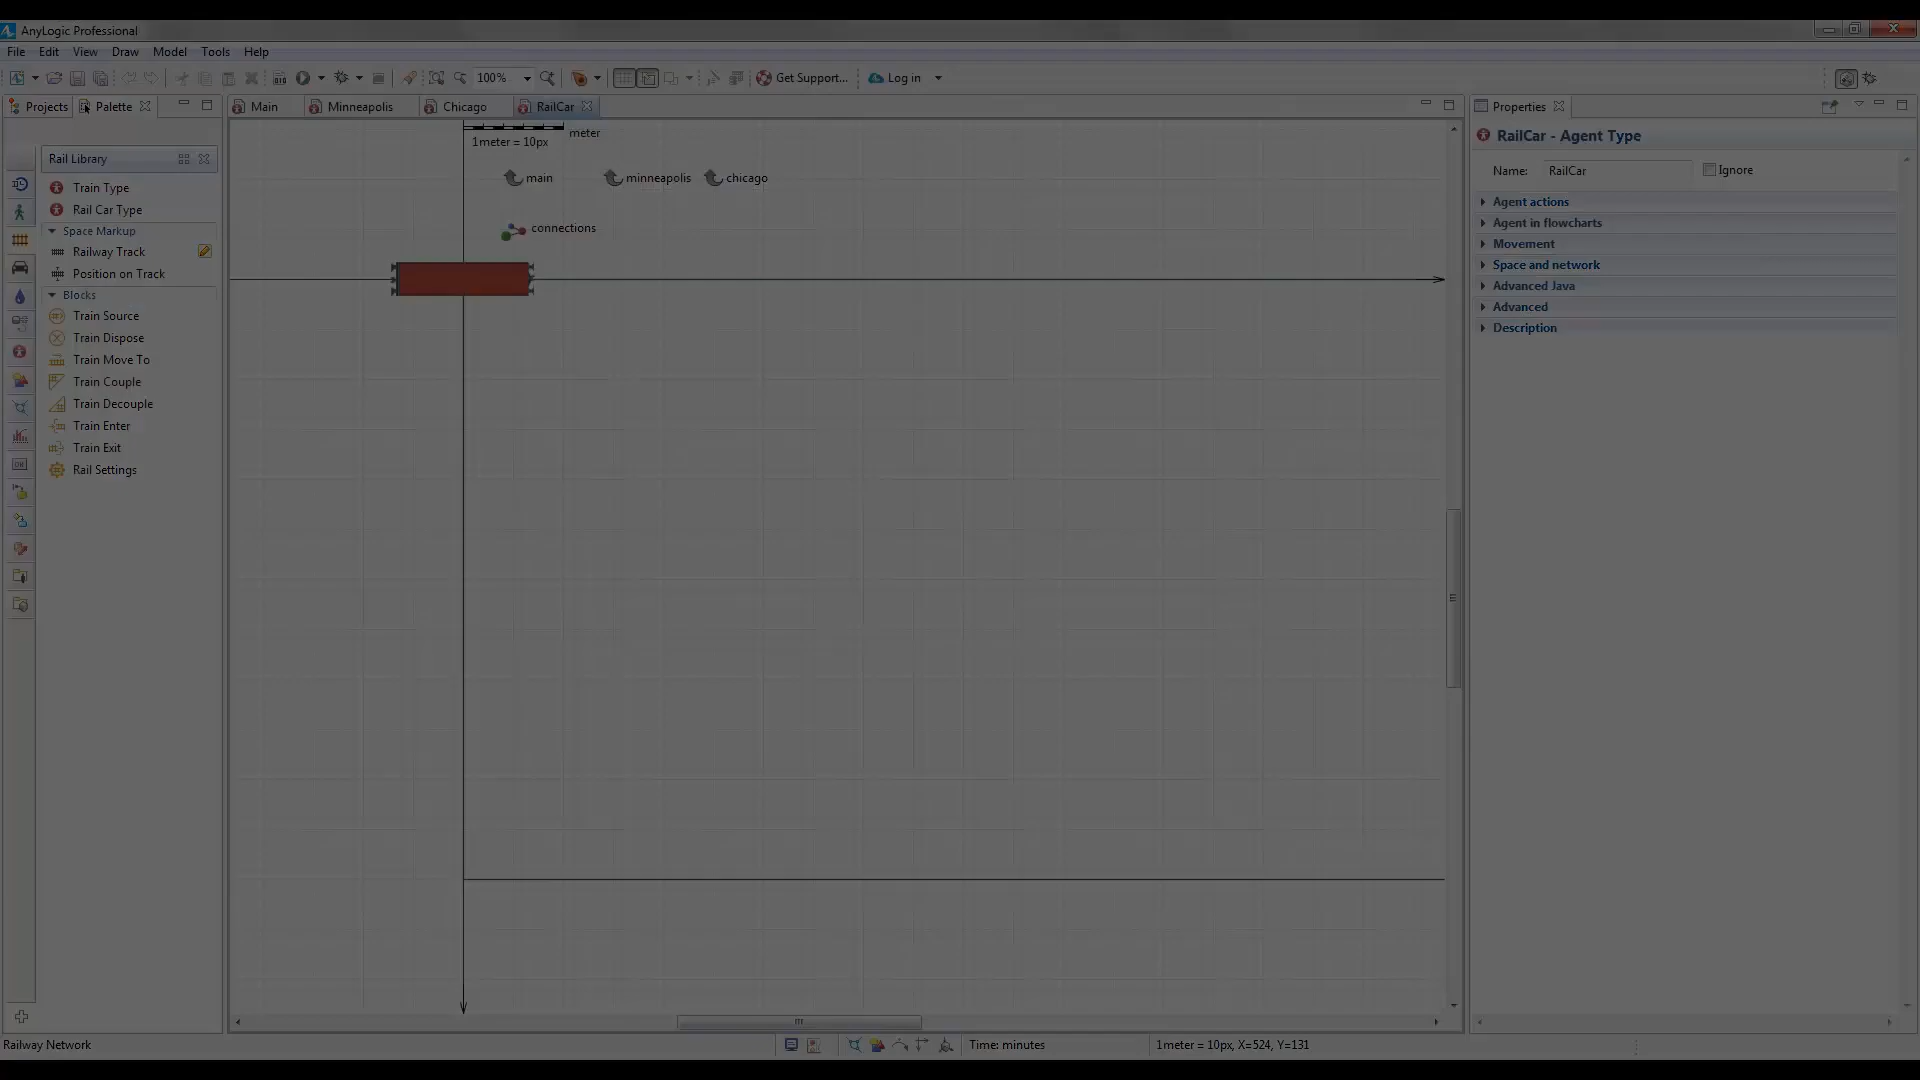 AnyLogic Professional
File Edit View Draw Model Tools Help
100% Get Support... Log in
Projects Palette
Main Minneapolis Chicago RailCar
Properties
Rail Library
Train Type
Rail Car Type
Space Markup
Railway Track
Position on Track
Blocks
Train Source
Train Dispose
Train Move To
Train Couple
Train Decouple
Train Enter
Train Exit
Rail Settings
meter
1meter = 10px
main minneapolis chicago
connections
RailCar - Agent Type
Name: RailCar Ignore
Agent actions
Agent in flowcharts
Movement
Space and network
Advanced Java
Advanced
Description
Railway Network Time: minutes 1meter = 10px, X=524, Y=131